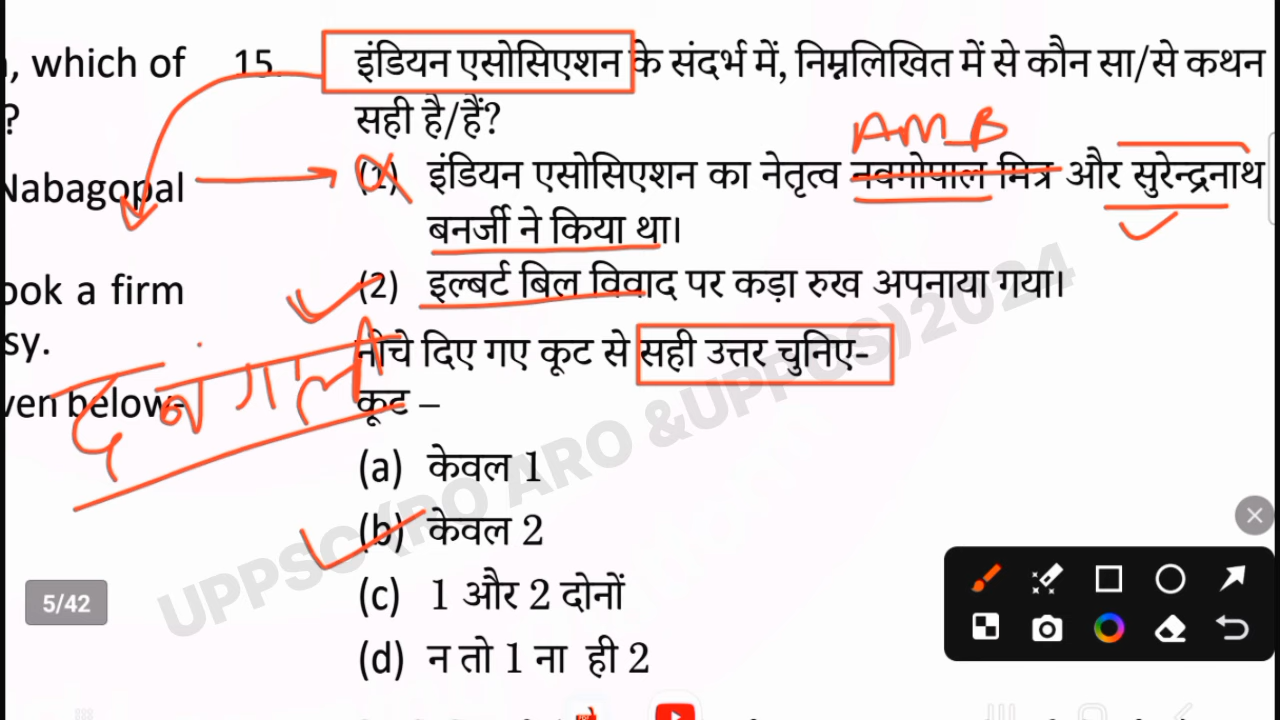 , which of
?
Nabagopal
ook a firm
sy.
ven below-
15. इंडियन एसोसिएशन के संदर्भ में, निम्नलिखित में से कौन सा/से कथन
सही है/हैं?
AM B
(1) इंडियन एसोसिएशन का नेतृत्व नवगोपाल मित्र और सुरेन्द्रनाथ
बनर्जी ने किया था।
(2) इल्बर्ट बिल विवाद पर कड़ा रुख अपनाया गया।
नीचे दिए गए कूट से सही उत्तर चुनिए-
कूट –
(a) केवल 1
(b) केवल 2
(c) 1 और 2 दोनों
(d) न तो 1 ना ही 2
UPPSC (RO ARO &UPPCS)2024
5/42